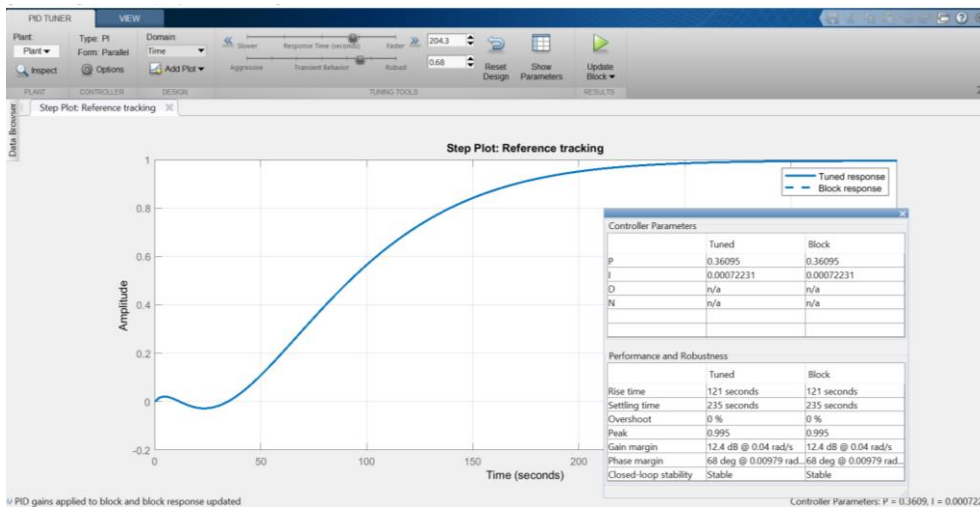 PID TUNER
VIEW
Plant:
Plant
Inspect
PLANT
Type: PI
Form: Parallel
Options
CONTROLLER
Domain:
Time
Add Plot
DESIGN
Slower
Response Time (seconds)
Faster
204.3
Aggressive
Transient Behavior
Robust
0.68
Reset
Design
Show
Parameters
TUNING TOOLS
Update
Block
RESULTS
Data Browser
Step Plot: Reference tracking
Step Plot: Reference tracking
Tuned response
Block response
Amplitude
1
0.8
0.6
0.4
0.2
0
-0.2
0
50
100
150
200
Time (seconds)
Controller Parameters
Tuned Block
P 0.36095 0.36095
I 0.00072231 0.00072231
D n/a n/a
N n/a n/a
Performance and Robustness
Tuned Block
Rise time 121 seconds 121 seconds
Settling time 235 seconds 235 seconds
Overshoot 0 % 0 %
Peak 0.995 0.995
Gain margin 12.4 dB @ 0.04 rad/s 12.4 dB @ 0.04 rad/s
Phase margin 68 deg @ 0.00979 rad... 68 deg @ 0.00979 rad...
Closed-loop stability Stable Stable
PID gains applied to block and block response updated
Controller Parameters: P = 0.3609, I = 0.000722